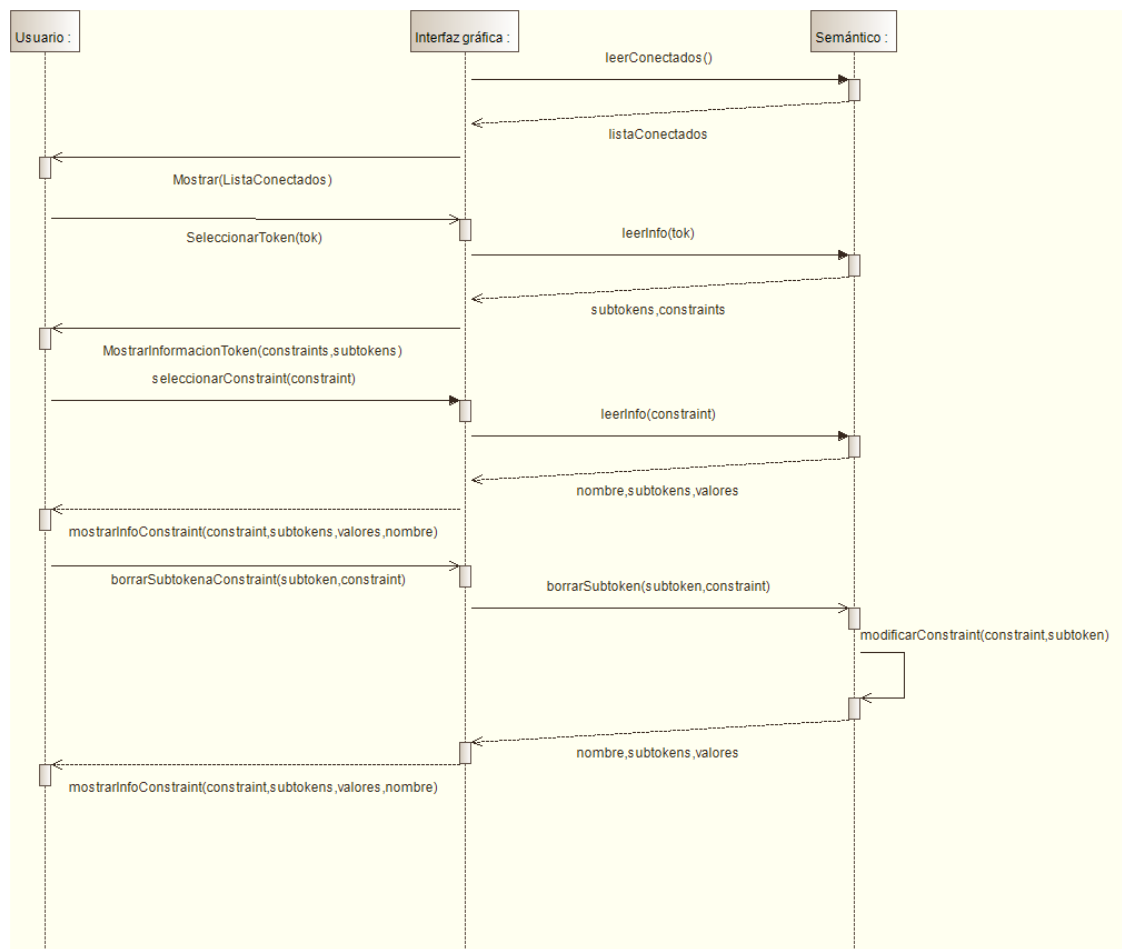 Usuario :
Interfaz gráfica :
Semántico :
leerConectados()
listaConectados
Mostrar(ListaConectados)
SeleccionarToken(tok)
leerInfo(tok)
subtokens,constraints
MostrarInformacionToken(constraints,subtokens)
seleccionarConstraint(constraint)
leerInfo(constraint)
nombre,subtokens,valores
mostrarInfoConstraint(constraint,subtokens,valores,nombre)
borrarSubtokenaConstraint(subtoken,constraint)
borrarSubtoken(subtoken,constraint)
modificarConstraint(constraint,subtoken)
nombre,subtokens,valores
mostrarInfoConstraint(constraint,subtokens,valores,nombre)